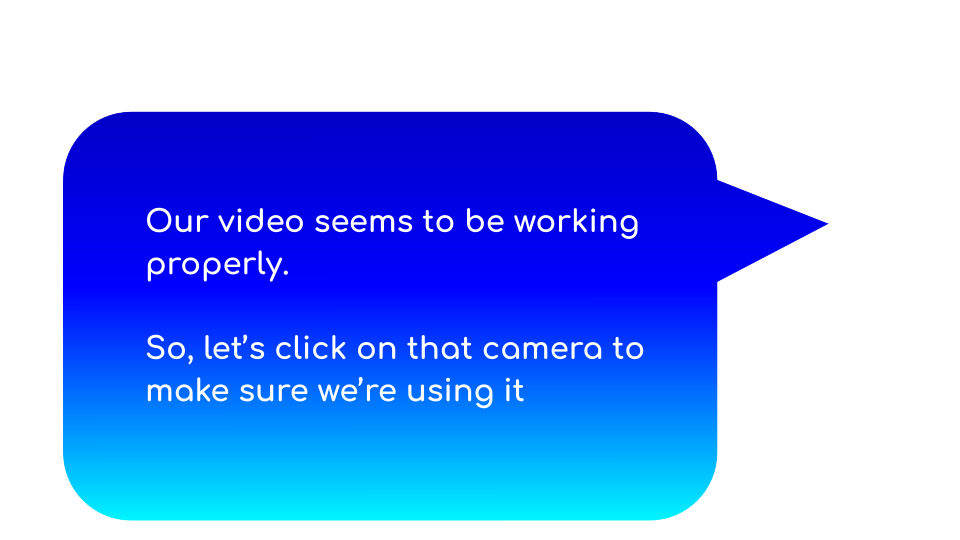 Our video seems to be working
properly.
So, let’s click on that camera to
make sure we’re using it